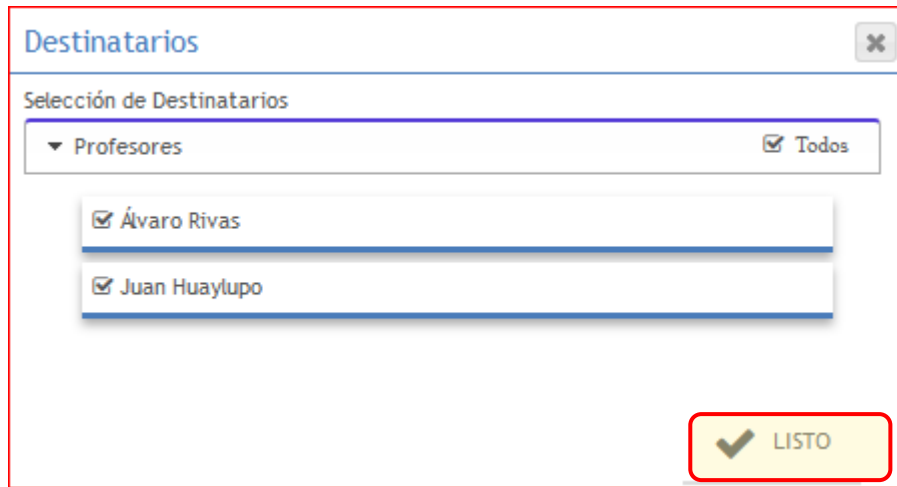 Destinatarios
Selección de Destinatarios
Profesores Todos
Álvaro Rivas
Juan Huaylupo
LISTO